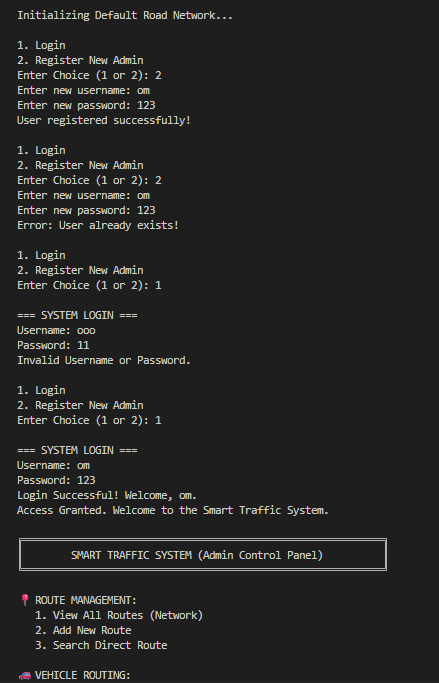 Initializing Default Road Network...
1. Login
2. Register New Admin
Enter Choice (1 or 2): 2
Enter new username: om
Enter new password: 123
User registered successfully!
1. Login
2. Register New Admin
Enter Choice (1 or 2): 2
Enter new username: om
Enter new password: 123
Error: User already exists!
1. Login
2. Register New Admin
Enter Choice (1 or 2): 1
=== SYSTEM LOGIN ===
Username: ooo
Password: 11
Invalid Username or Password.
1. Login
2. Register New Admin
Enter Choice (1 or 2): 1
=== SYSTEM LOGIN ===
Username: om
Password: 123
Login Successful! Welcome, om.
Access Granted. Welcome to the Smart Traffic System.
SMART TRAFFIC SYSTEM (Admin Control Panel)
📍 ROUTE MANAGEMENT:
1. View All Routes (Network)
2. Add New Route
3. Search Direct Route
🚗 VEHICLE ROUTING: